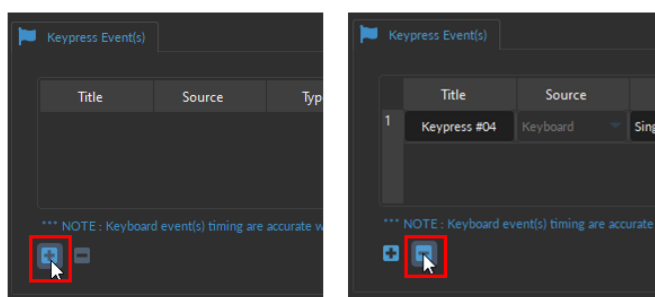 Keypress Event(s)
Title Source Typ
*** NOTE : Keyboard event(s) timing are accurate w
Keypress Event(s)
Title Source
1 Keypress #04 Keyboard Sing
*** NOTE : Keyboard event(s) timing are accurate